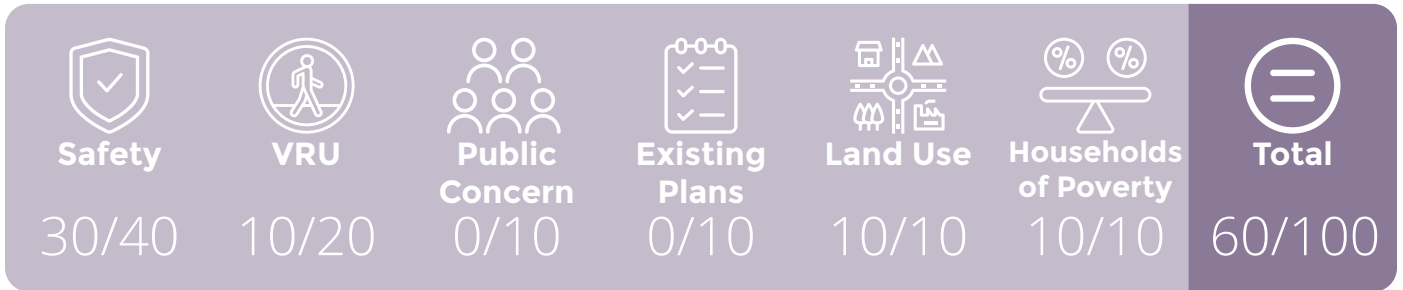 Safety
30/40
VRU
10/20
Public
Concern
0/10
Existing
Plans
0/10
Land Use
10/10
% %
Households
of Poverty
10/10
Total
60/100